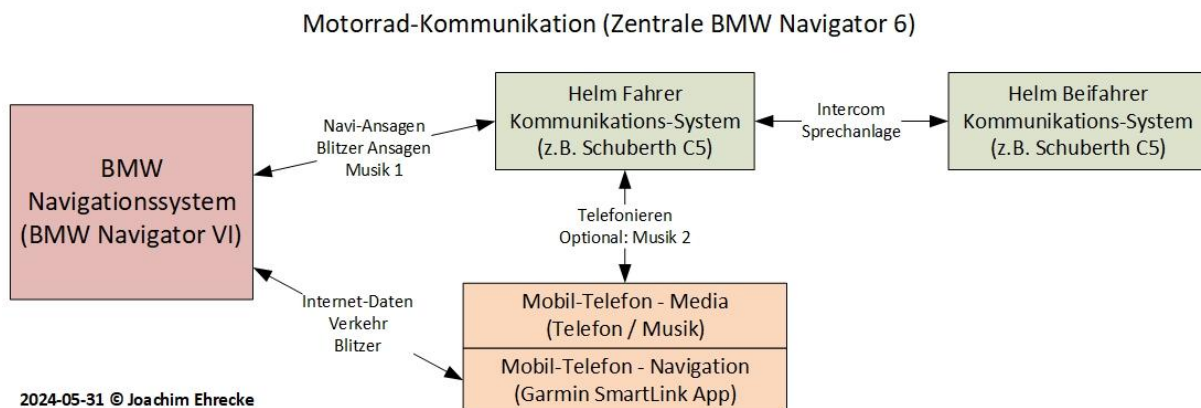 Motorrad-Kommunikation (Zentrale BMW Navigator 6)
BMW
Navigationssystem
(BMW Navigator VI)
Navi-Ansagen
Blitzer Ansagen
Musik 1
Helm Fahrer
Kommunikations-System
(z.B. Schuberth C5)
Intercom
Sprechanlage
Helm Beifahrer
Kommunikations-System
(z.B. Schuberth C5)
Telefonieren
Optional: Musik 2
Internet-Daten
Verkehr
Blitzer
Mobil-Telefon - Media
(Telefon / Musik)
Mobil-Telefon - Navigation
(Garmin SmartLink App)
2024-05-31 © Joachim Ehrecke